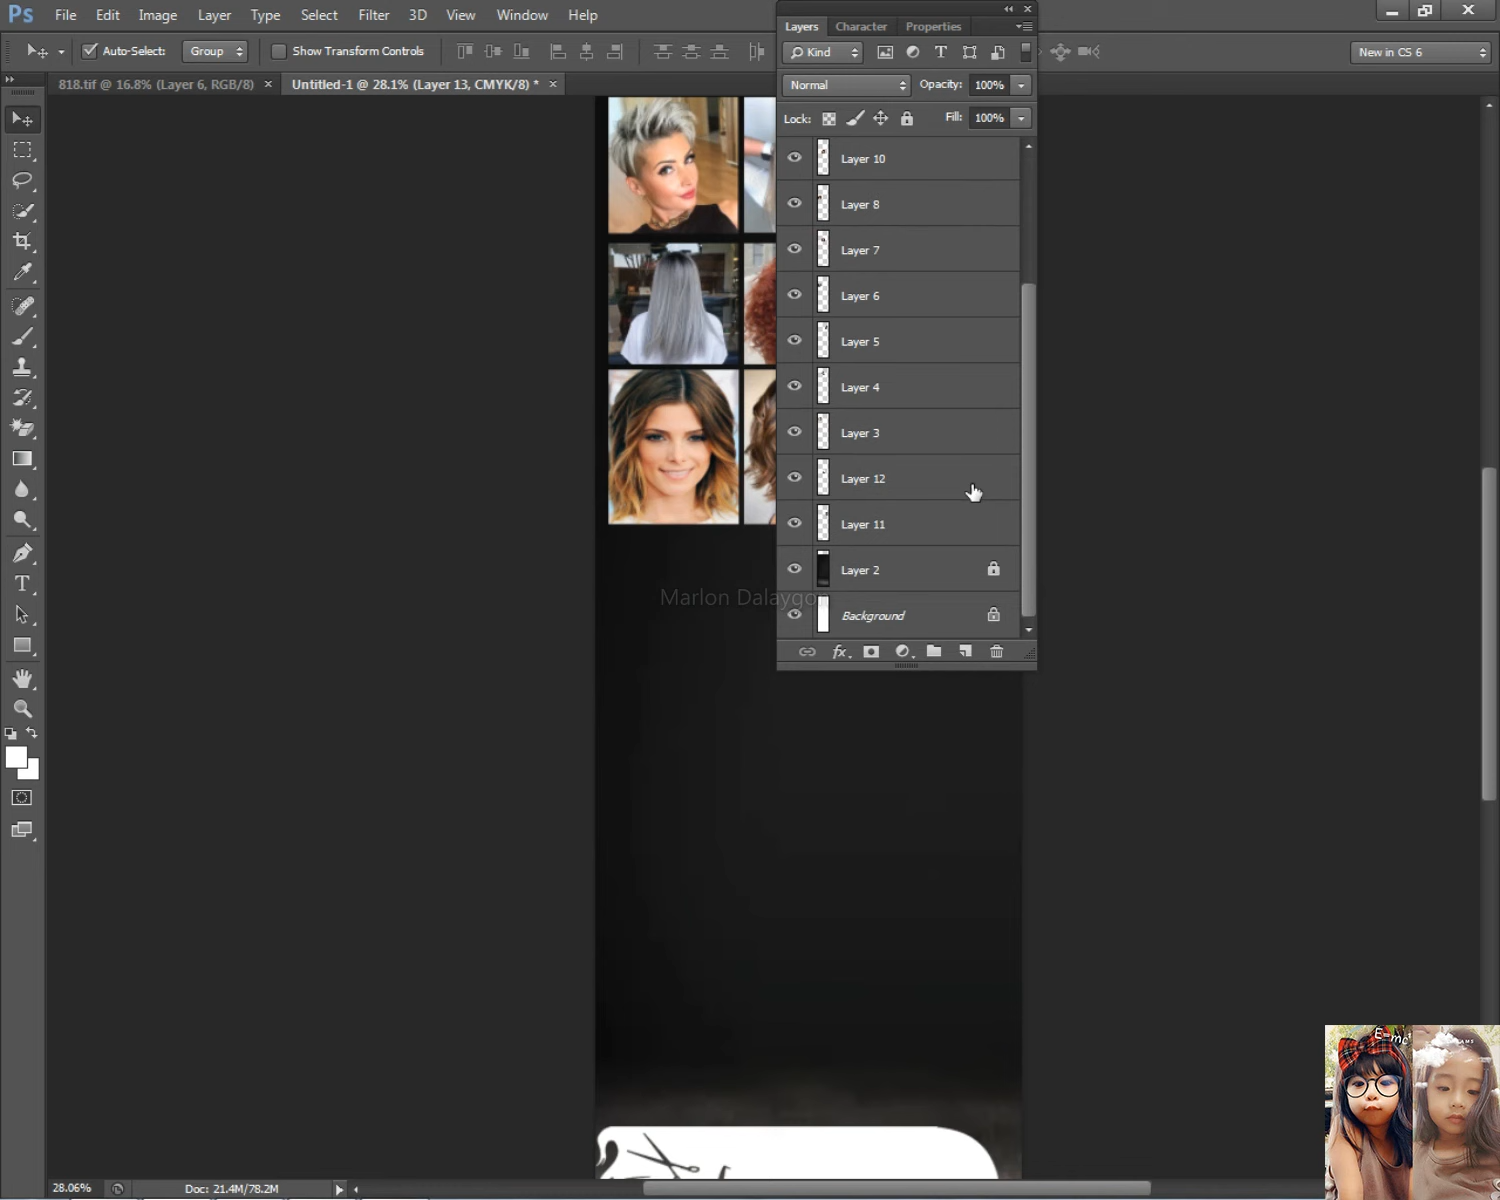 Ps File Edit Image Layer Type Select Filter 3D View Window Help
Auto-Select: Group Show Transform Controls New in CS 6
818.tif @ 16.8% (Layer 6, RGB/8) × Untitled-1 @ 28.1% (Layer 13, CMYK/8) * ×
Layers Character Properties
Kind
Normal Opacity: 100%
Lock: Fill: 100%
Layer 10
Layer 8
Layer 7
Layer 6
Layer 5
Layer 4
Layer 3
Layer 12
Layer 11
Layer 2
Background
fx.
Marlon Dalaygon
E=mc²
28.06% Doc: 21.4M/78.2M